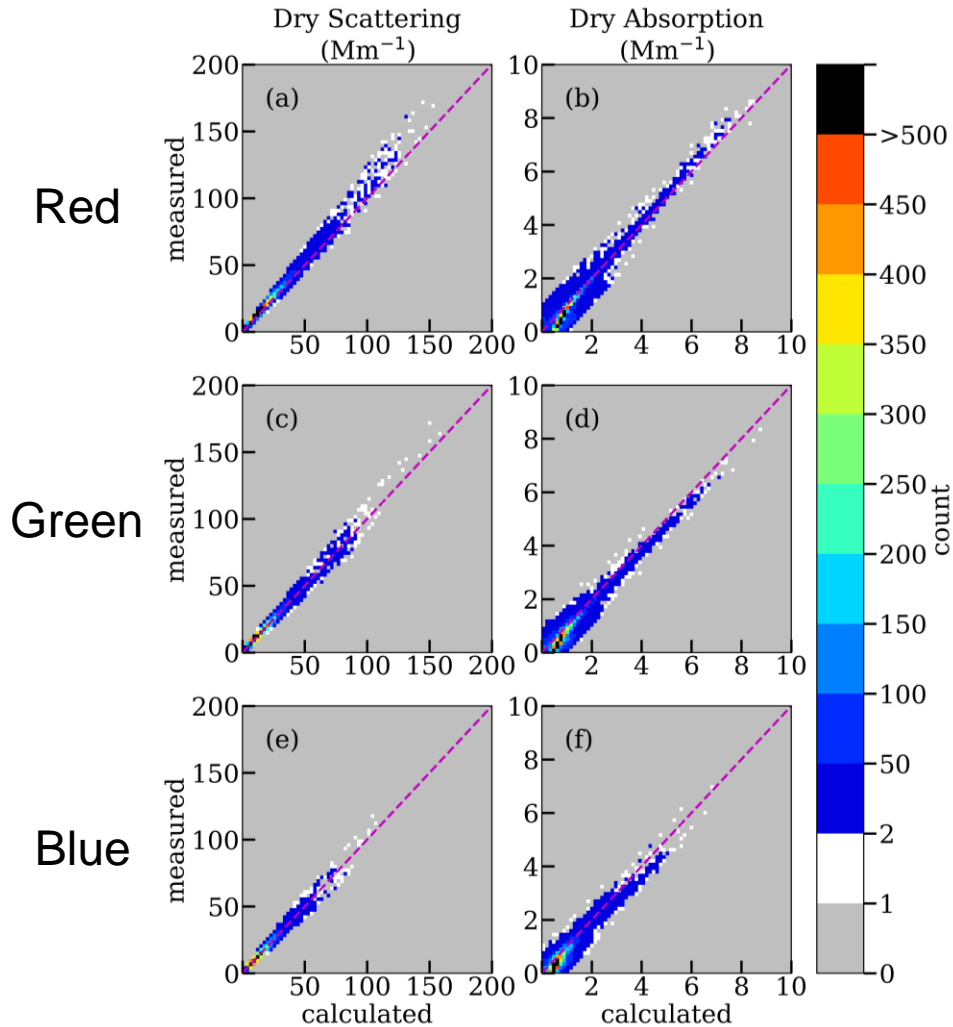 Dry Scattering
(Mm⁻¹)
Dry Absorption
(Mm⁻¹)
Red
measured
200
150
100
50
0
(a)
50 100 150 200
10
8
6
4
2
0
(b)
2 4 6 8 10
Green
measured
200
150
100
50
0
(c)
50 100 150 200
10
8
6
4
2
0
(d)
2 4 6 8 10
Blue
measured
200
150
100
50
0
(e)
50 100 150 200
calculated
10
8
6
4
2
0
(f)
2 4 6 8 10
calculated
>500
450
400
350
300
250
200
150
100
50
2
1
0
count